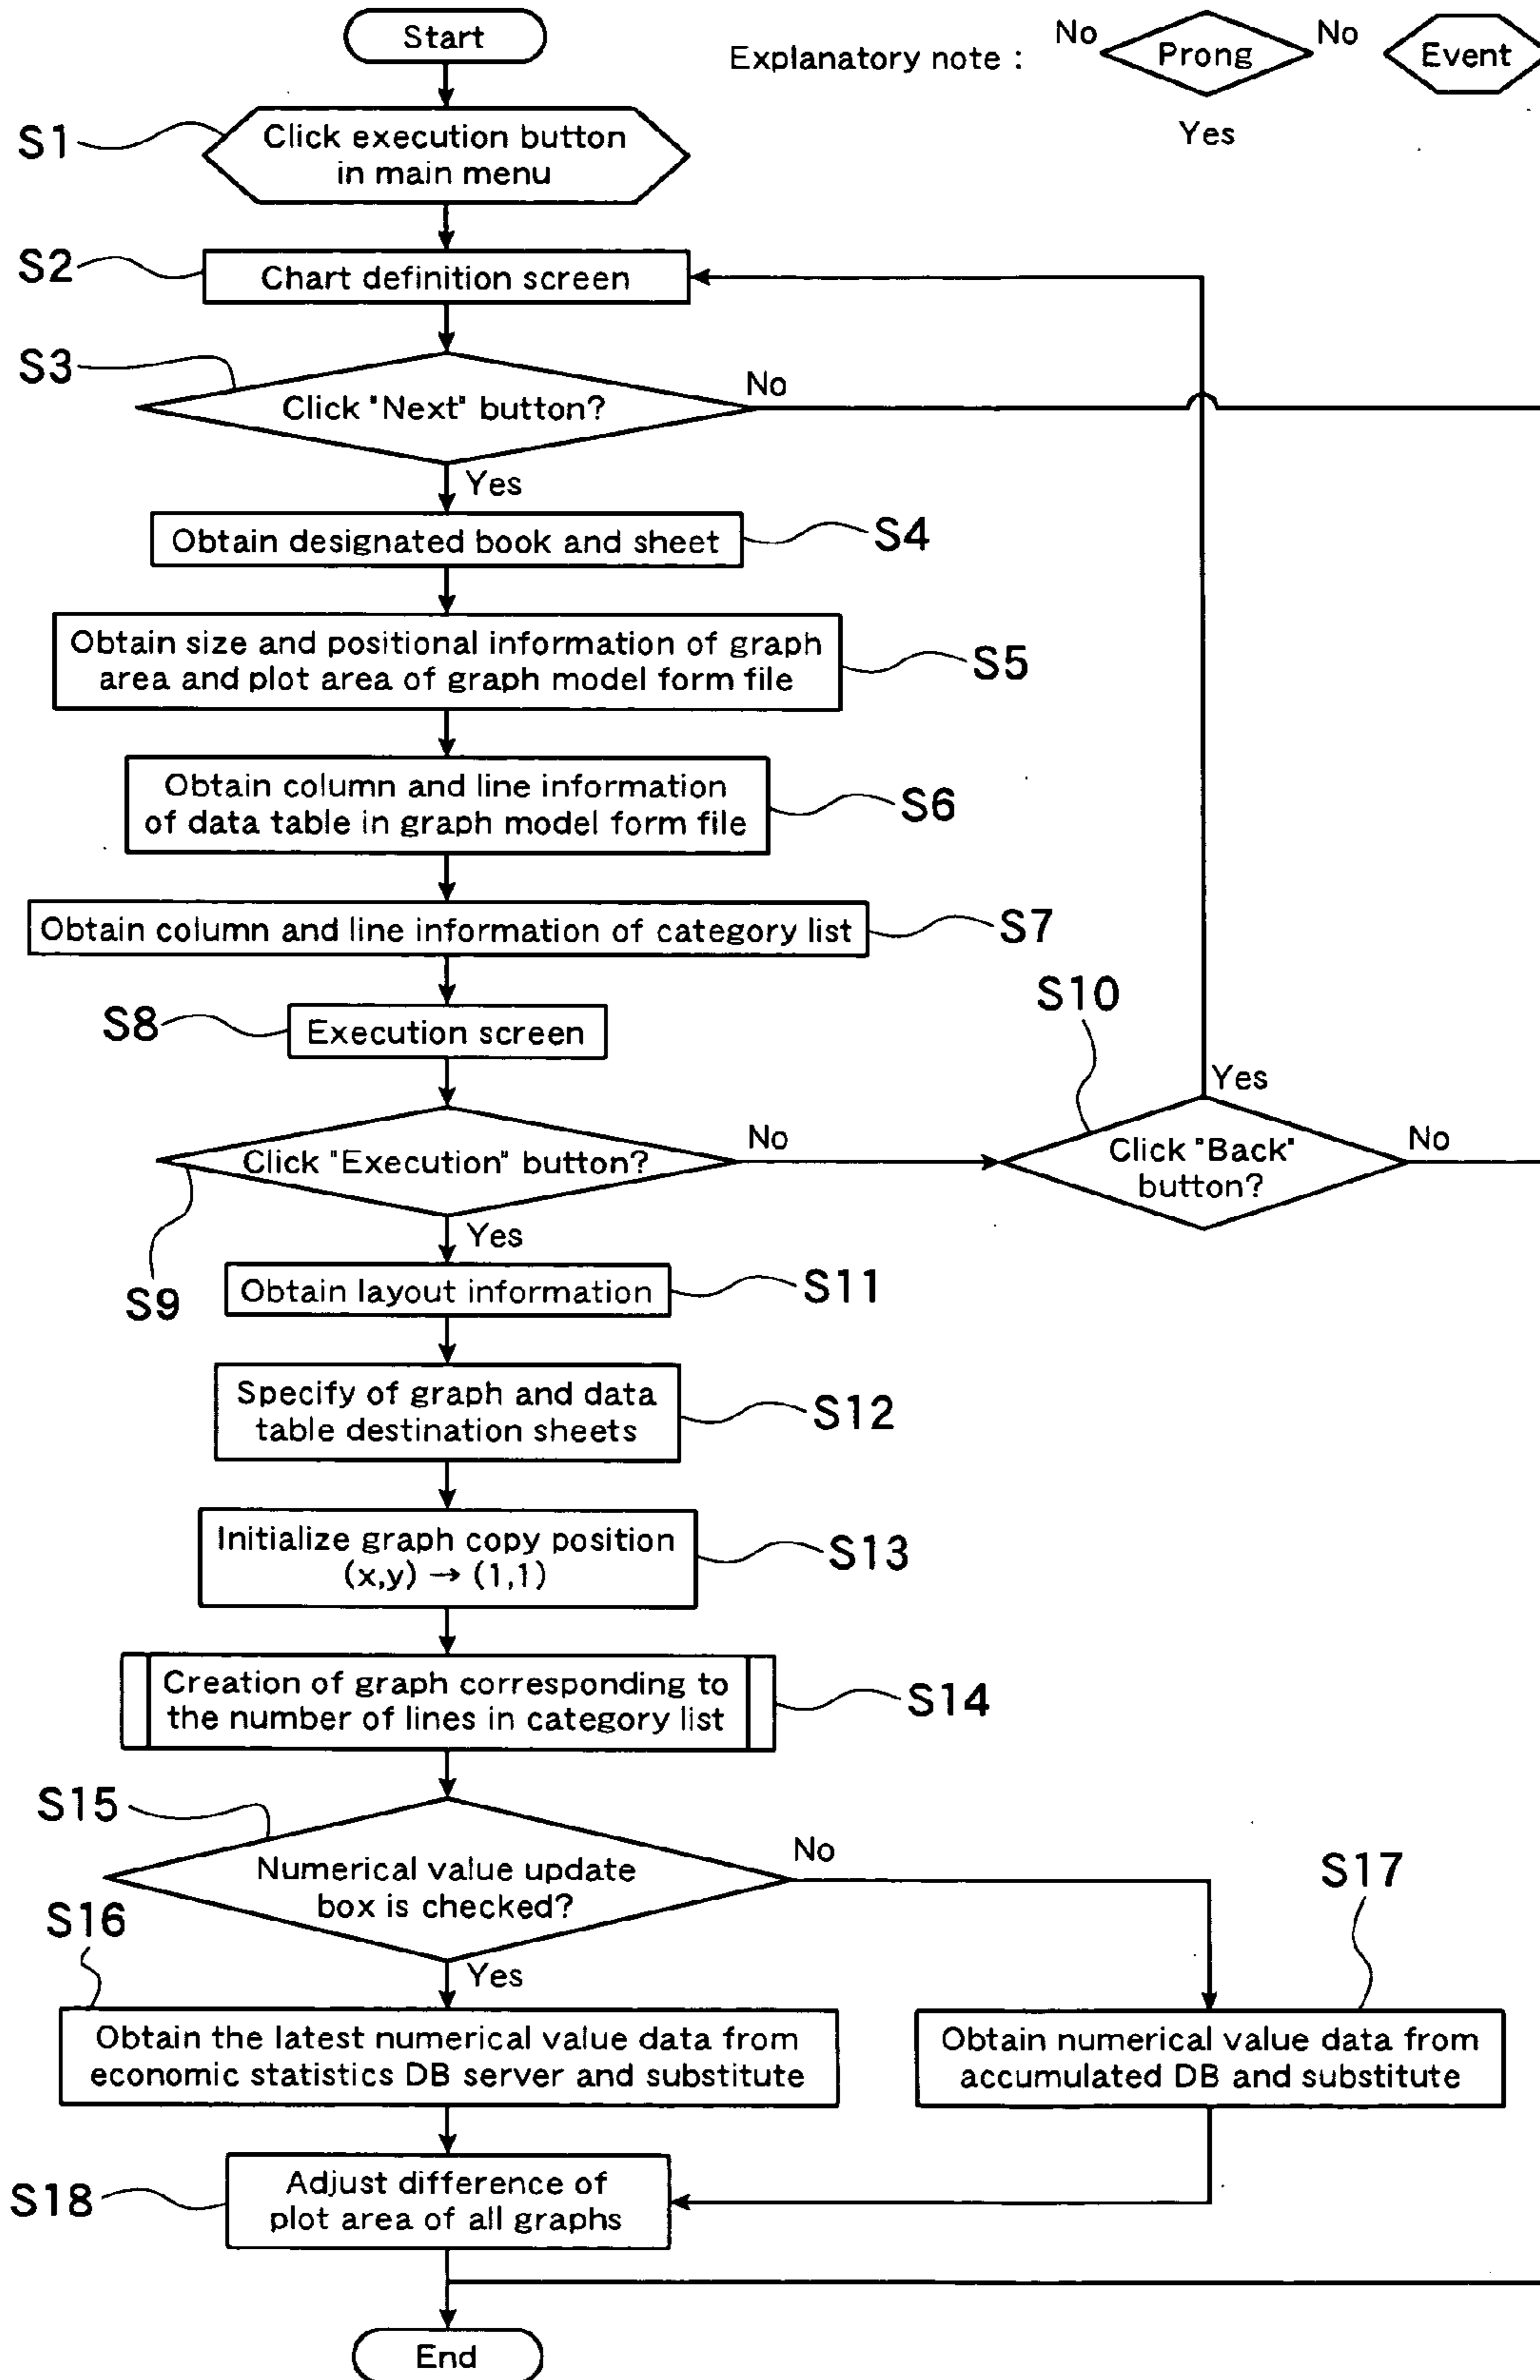 Start
Explanatory note :
No
Prong
No
Event
Yes
S1
Click execution button
in main menu
S2
Chart definition screen
S3
Click "Next" button?
No
Yes
Obtain designated book and sheet
S4
Obtain size and positional information of graph
area and plot area of graph model form file
S5
Obtain column and line information
of data table in graph model form file
S6
Obtain column and line information of category list
S7
S8
Execution screen
S10
Yes
Click "Execution" button?
No
Click "Back"
button?
No
Yes
S9
Obtain layout information
S11
Specify of graph and data
table destination sheets
S12
Initialize graph copy position
(x,y) → (1,1)
S13
Creation of graph corresponding to
the number of lines in category list
S14
S15
Numerical value update
box is checked?
No
S17
S16
Yes
Obtain the latest numerical value data from
economic statistics DB server and substitute
Obtain numerical value data from
accumulated DB and substitute
S18
Adjust difference of
plot area of all graphs
End